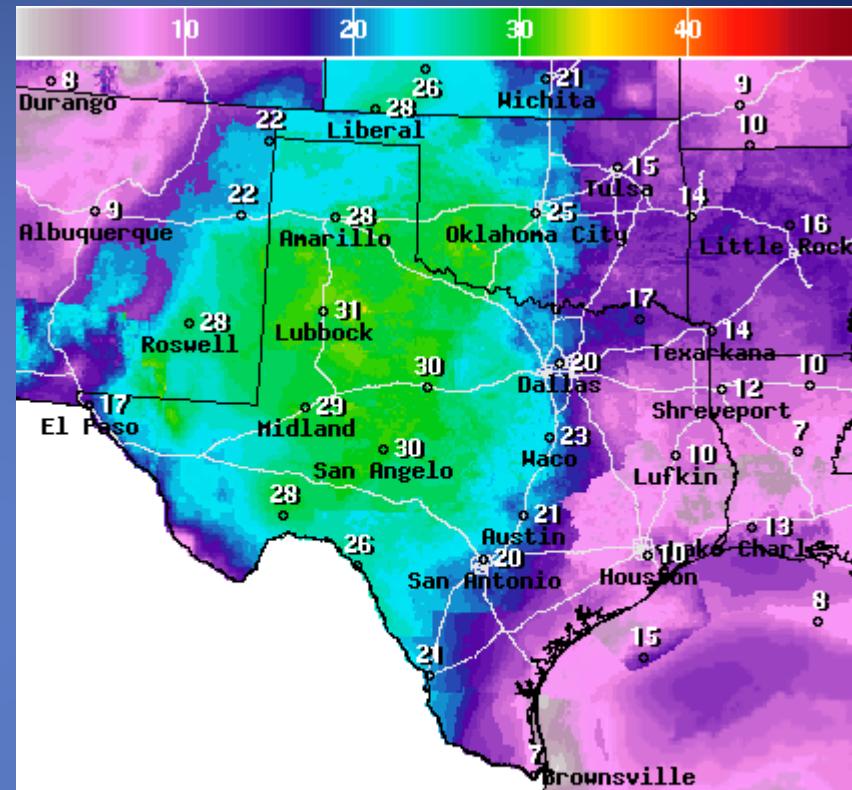 10 20 30 40
8 26 21
Durango Wichita 9
28
22 Liberal 10
15
Tulsa
9 22 28 25 14 16
Albuquerque Amarillo Oklahoma City Little Rock
28 31 17
Roswell Lubbock 14
Texarkana
30 20 10
Dallas 12
17 29 Shreveport
El Paso Midland 23 7
30 Waco 10
San Angelo Lufkin
28 21 13
Austin Lake Charl
26 20 10
San Antonio Houston
8
15
21
7
Brownsville